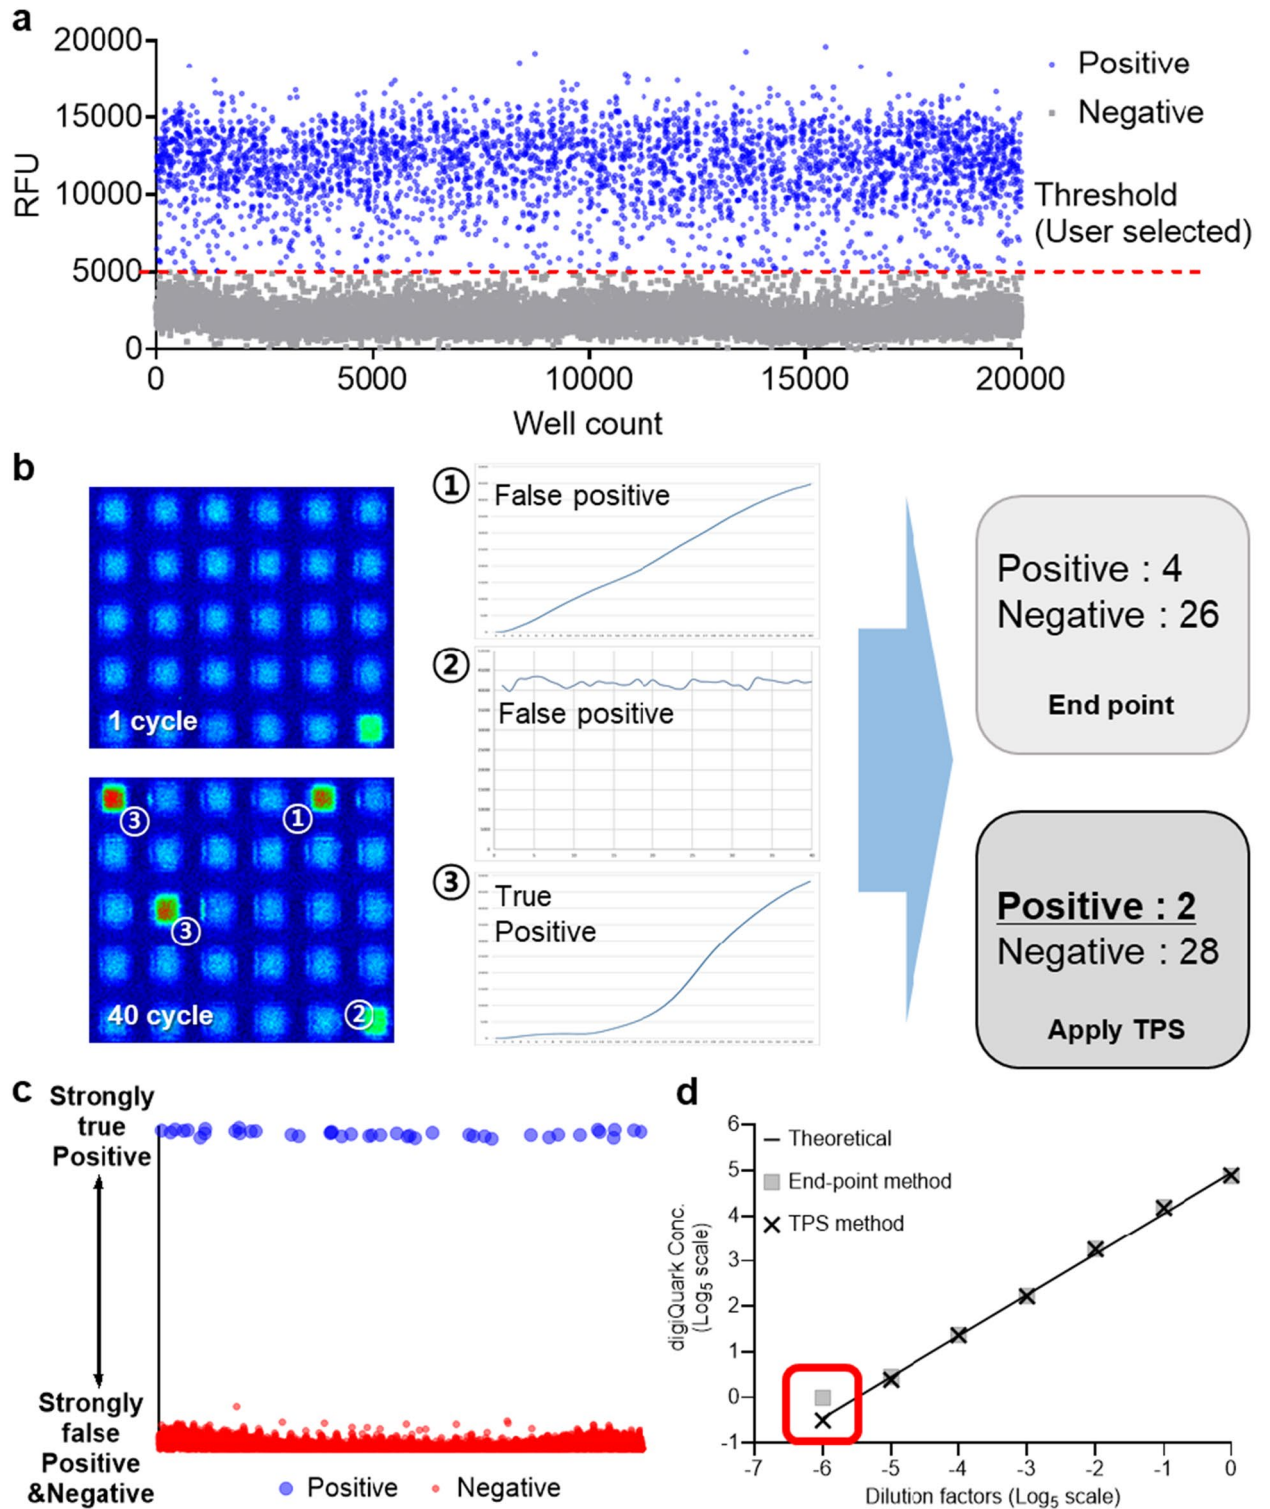 a
20000
15000
10000
5000
0
RFU
0 5000 10000 15000 20000
Well count
Positive
Negative
Threshold
(User selected)
b
1 cycle
③ ①
③
40 cycle ②
① False positive
② False positive
③ True
Positive
Positive : 4
Negative : 26
End point
Positive : 2
Negative : 28
Apply TPS
c
Strongly
true
Positive
Strongly
false
Positive
&Negative
Positive Negative
d
6
5
4
3
2
1
0
-1
digiQuark Conc.
(Log5 scale)
Theoretical
End-point method
TPS method
-7 -6 -5 -4 -3 -2 -1 0
Dilution factors (Log5 scale)